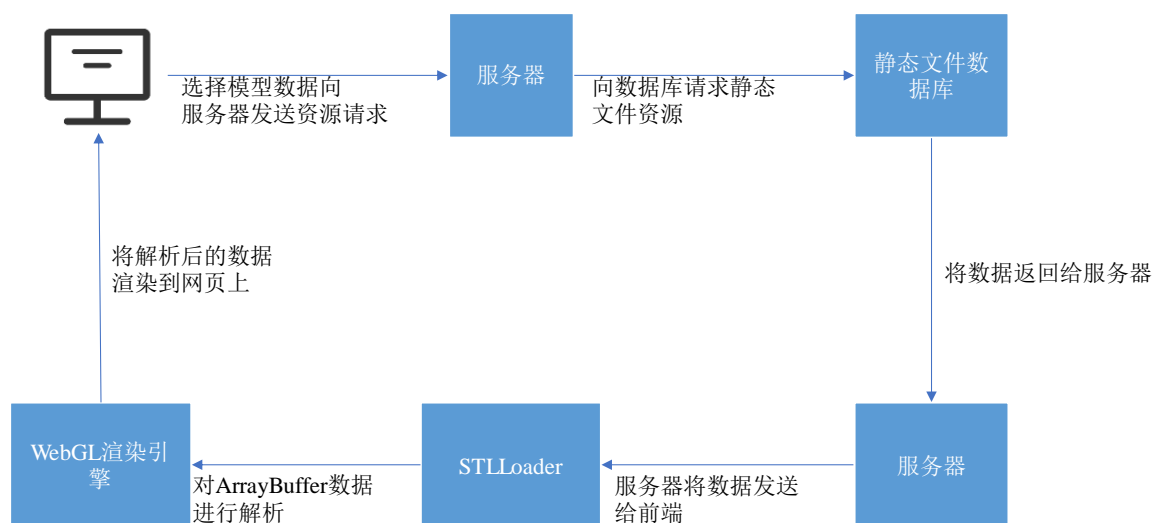 选择模型数据向
服务器发送资源请求
服务器
向数据库请求静态
文件资源
静态文件数
据库
将数据返回给服务器
服务器
服务器将数据发送
给前端
STLLoader
对ArrayBuffer数据
进行解析
WebGL渲染引
擎
将解析后的数据
渲染到网页上